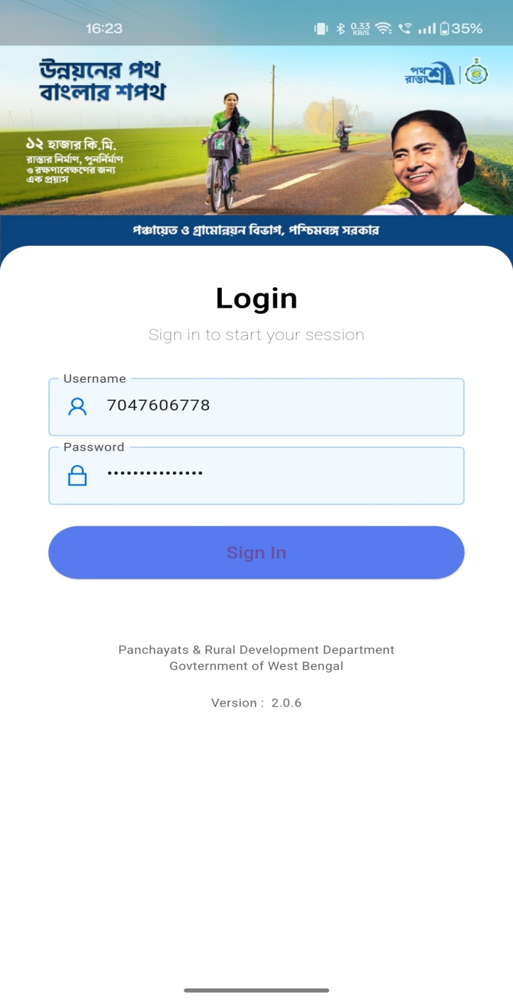 16:23
0.33
KB/S
35%
উন্নয়নের পথ
বাংলার শপথ
পথশ্রী
রাস্তাশ্রী
১২ হাজার কি.মি.
রাস্তার নির্মাণ, পুনর্নির্মাণ
ও রক্ষণাবেক্ষণের জন্য
এক প্রয়াস
পঞ্চায়েত ও গ্রামোন্নয়ন বিভাগ, পশ্চিমবঙ্গ সরকার
Login
Sign in to start your session
Username
7047606778
Password
•••••••••••••••
Sign In
Panchayats & Rural Development Department
Govternment of West Bengal
Version : 2.0.6